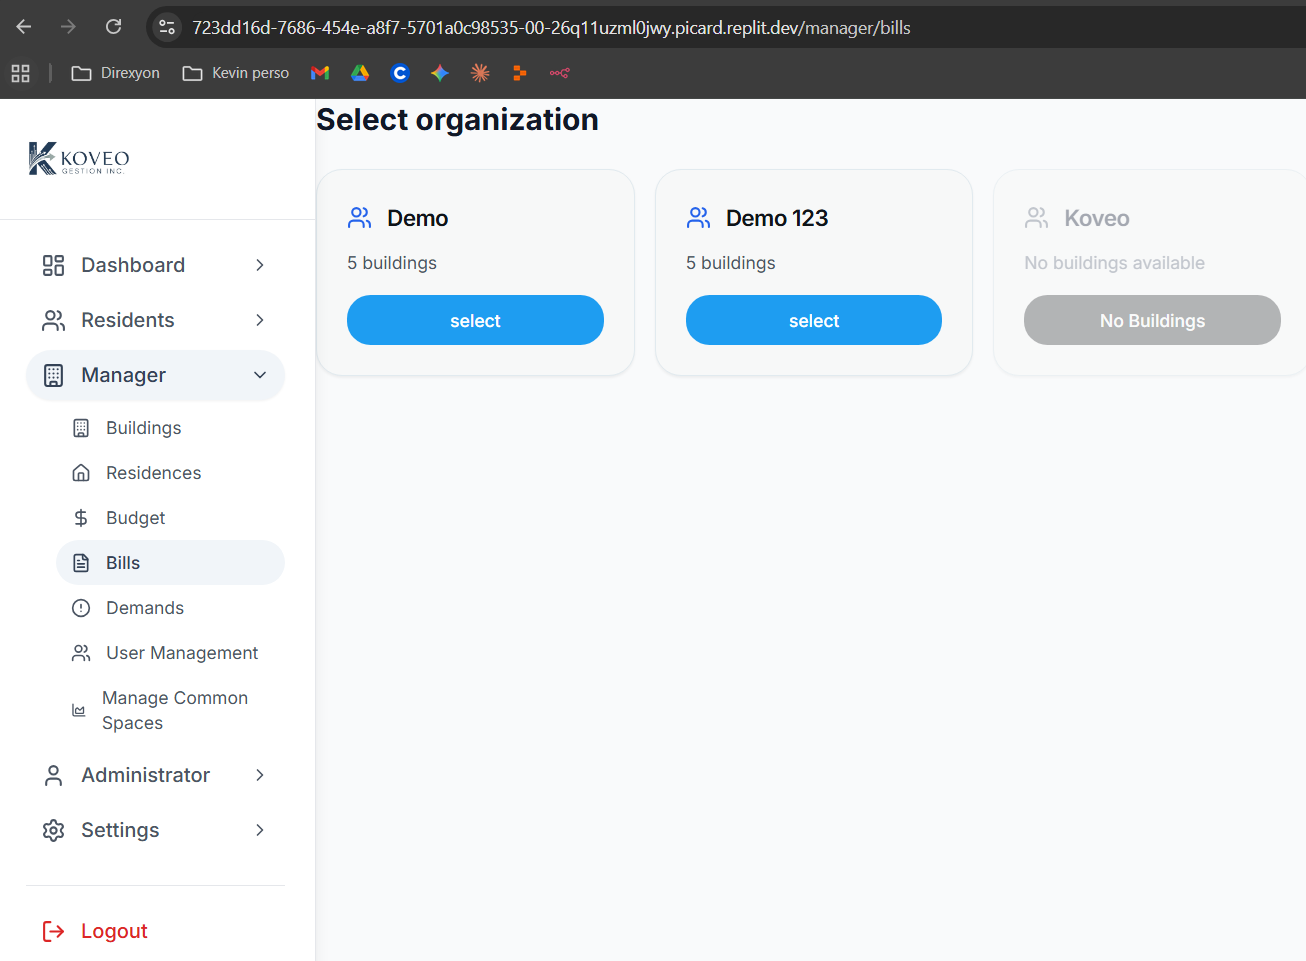 723dd16d-7686-454e-a8f7-5701a0c98535-00-26q11uzml0jwy.picard.replit.dev/manager/bills
Direxyon
Kevin perso
KOVEO
GESTION INC.
Dashboard
Residents
Manager
Buildings
Residences
Budget
Bills
Demands
User Management
Manage Common
Spaces
Administrator
Settings
Logout
Select organization
Demo
5 buildings
select
Demo 123
5 buildings
select
Koveo
No buildings available
No Buildings